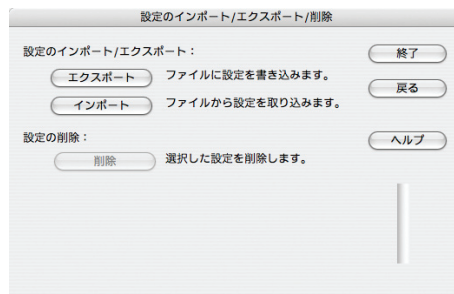 設定のインポート/エクスポート/削除
設定のインポート/エクスポート：
エクスポート ファイルに設定を書き込みます。
インポート ファイルから設定を取り込みます。
設定の削除：
削除 選択した設定を削除します。
終了
戻る
ヘルプ